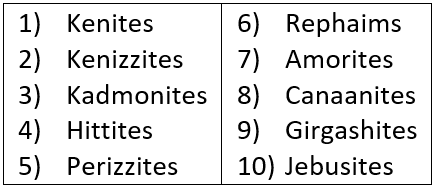 1) Kenites
2) Kenizzites
3) Kadmonites
4) Hittites
5) Perizzites
6) Rephaims
7) Amorites
8) Canaanites
9) Girgashites
10) Jebusites